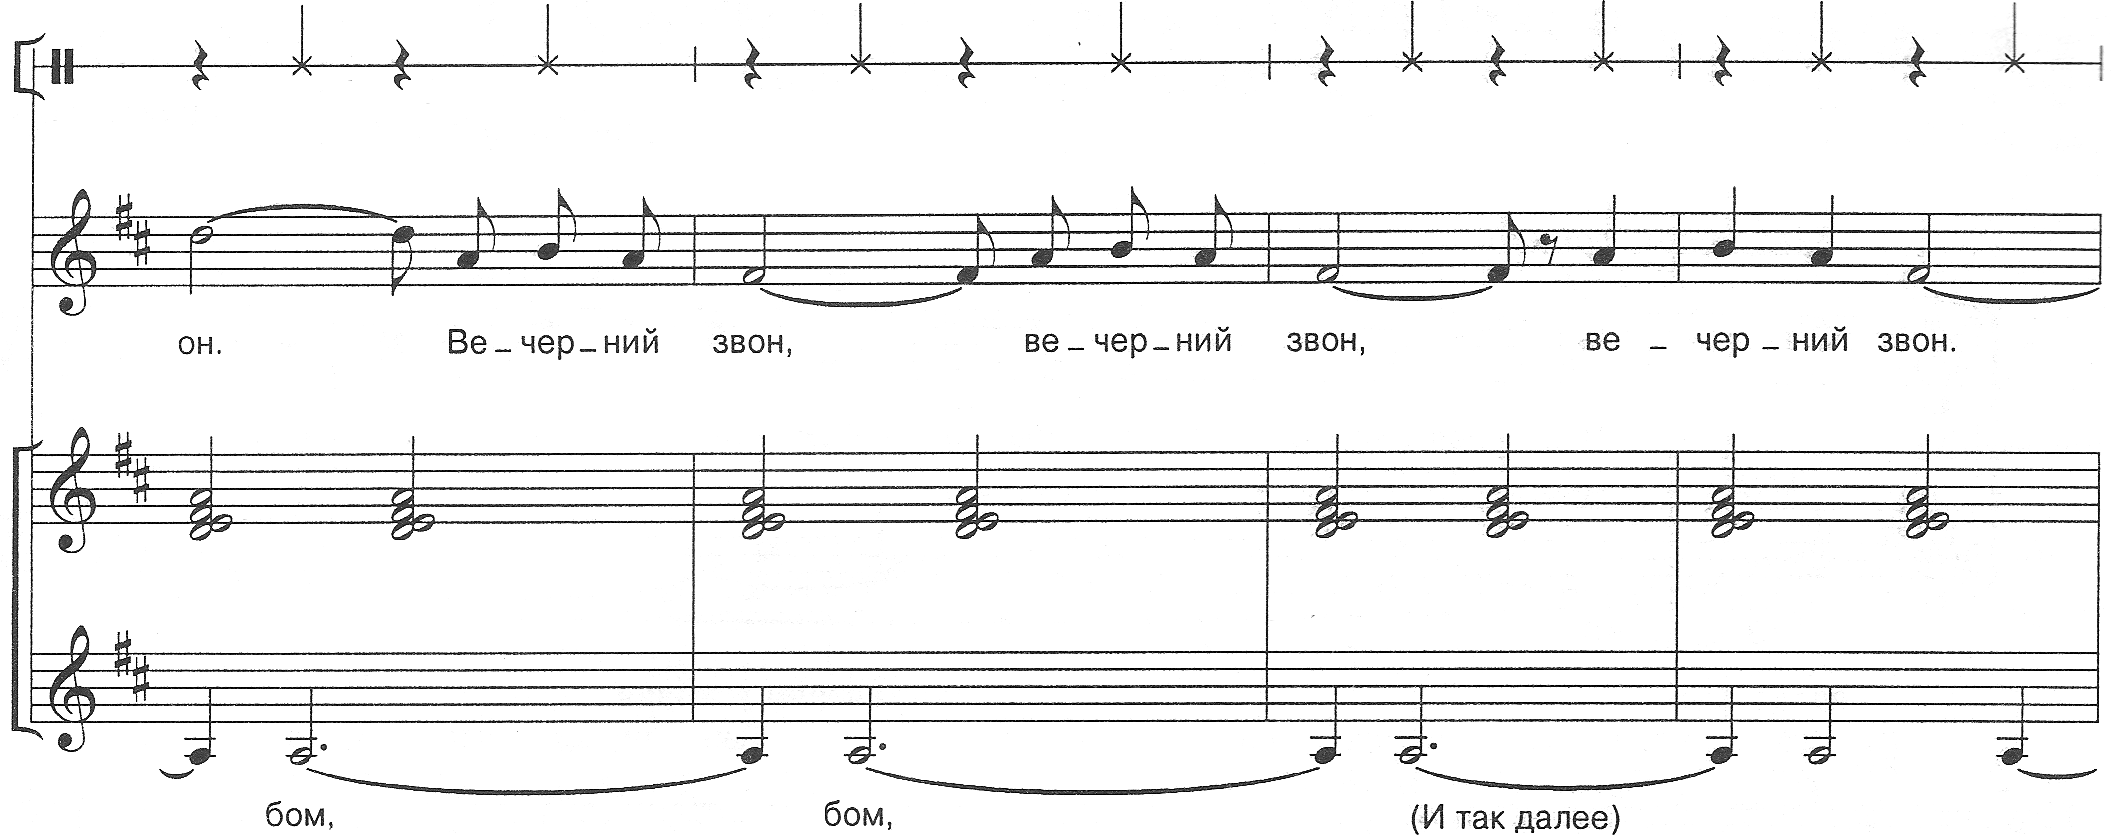 он. Ве – чер – ний звон, ве – чер – ний звон, ве – чер – ний звон.
бом, бом, (И так далее)